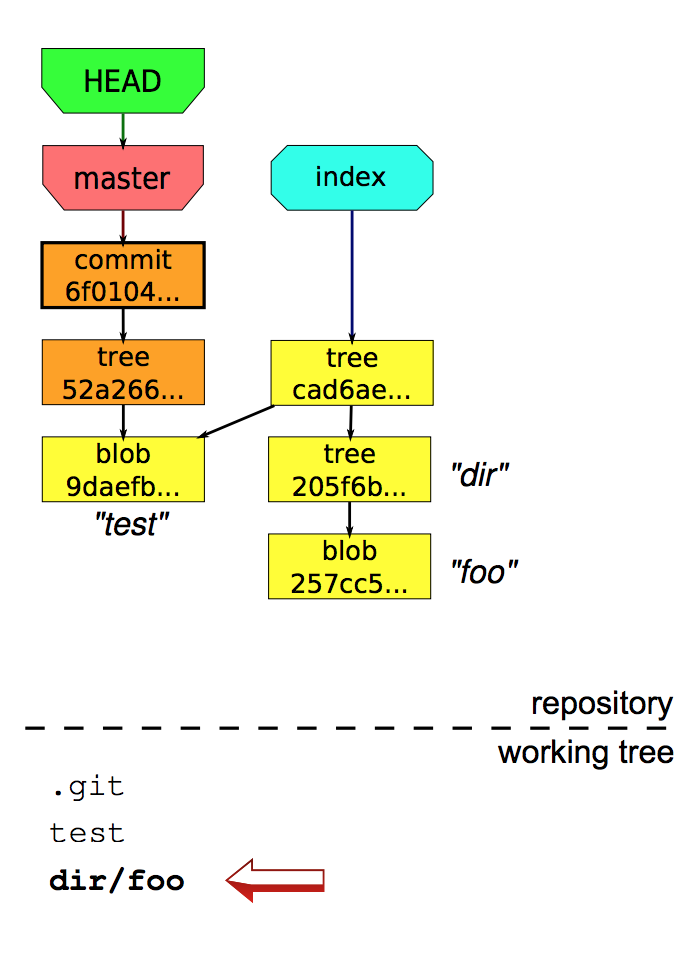 HEAD
master
index
commit
6f0104...
tree
52a266...
tree
cad6ae...
blob
9daefb...
"test"
tree
205f6b...
"dir"
blob
257cc5...
"foo"
repository
working tree
.git
test
dir/foo